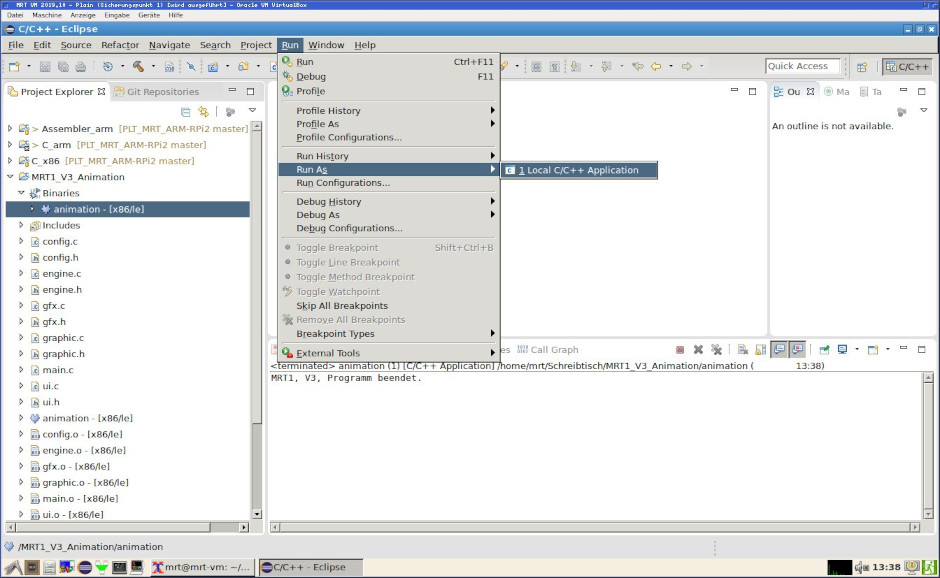 MRT VM 2019.10 - Plain (Sicherungspunkt 1) [wird ausgeführt] - Oracle VM VirtualBox
Datei Maschine Anzeige Eingabe Geräte Hilfe
C/C++ - Eclipse
File Edit Source Refactor Navigate Search Project Run Window Help
Quick Access
C/C++
Run Ctrl+F11
Debug F11
Profile
Profile History
Profile As
Profile Configurations...
Run History
Run As
1 Local C/C++ Application
Run Configurations...
Debug History
Debug As
Debug Configurations...
Toggle Breakpoint Shift+Ctrl+B
Toggle Line Breakpoint
Toggle Method Breakpoint
Toggle Watchpoint
Skip All Breakpoints
Remove All Breakpoints
Breakpoint Types
External Tools
Project Explorer Git Repositories
> Assembler_arm [PLT_MRT_ARM-RPi2 master]
> C_arm [PLT_MRT_ARM-RPi2 master]
C_x86 [PLT_MRT_ARM-RPi2 master]
MRT1_V3_Animation
Binaries
animation - [x86/le]
Includes
config.c
config.h
engine.c
engine.h
gfx.c
gfx.h
graphic.c
graphic.h
main.c
ui.c
ui.h
animation - [x86/le]
config.o - [x86/le]
engine.o - [x86/le]
gfx.o - [x86/le]
graphic.o - [x86/le]
main.o - [x86/le]
ui.o - [x86/le]
Ou Ma Ta
An outline is not available.
es Call Graph
<terminated> animation (1) [C/C++ Application] /home/mrt/Schreibtisch/MRT1_V3_Animation/animation ( 13:38)
MRT1, V3, Programm beendet.
/MRT1_V3_Animation/animation
mrt@mrt-vm: ~/... C/C++ - Eclipse 13:38